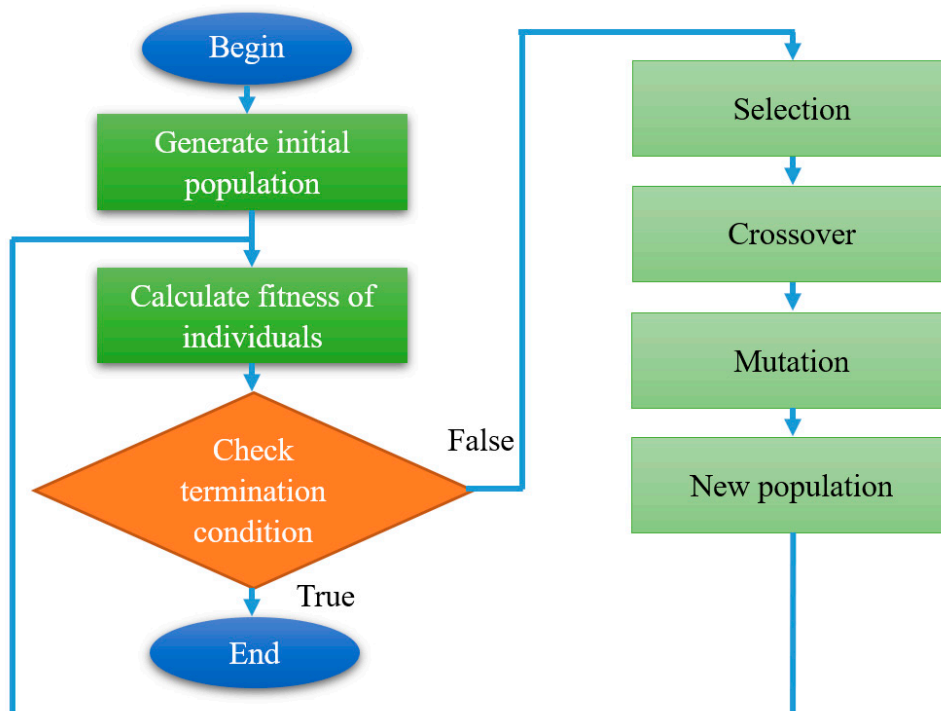 Begin
Generate initial
population
Calculate fitness of
individuals
Check
termination
condition
False
True
End
Selection
Crossover
Mutation
New population